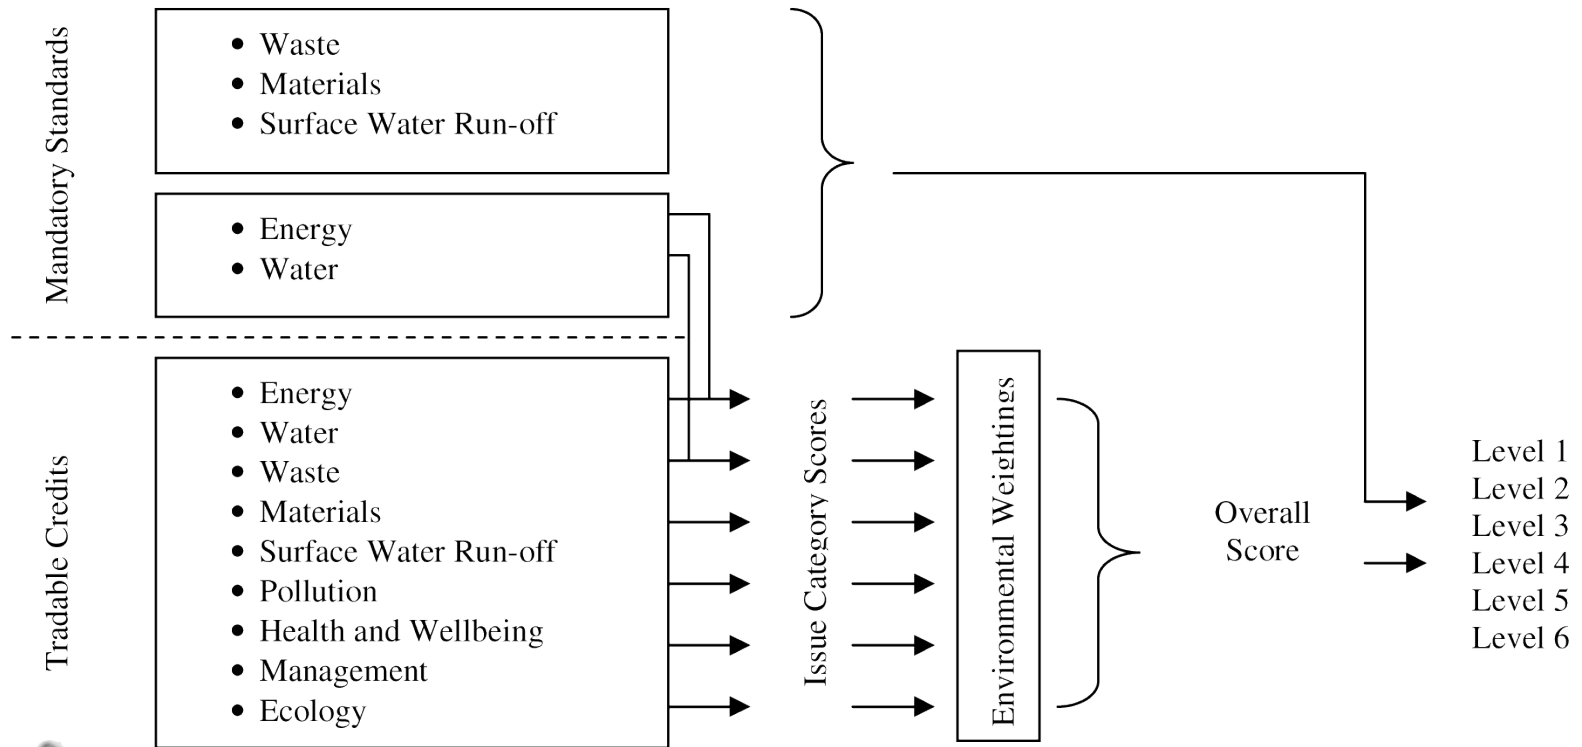 Mandatory Standards
• Waste
• Materials
• Surface Water Run-off
• Energy
• Water
Tradable Credits
• Energy
• Water
• Waste
• Materials
• Surface Water Run-off
• Pollution
• Health and Wellbeing
• Management
• Ecology
Issue Category Scores
Environmental Weightings
Overall
Score
Level 1
Level 2
Level 3
Level 4
Level 5
Level 6